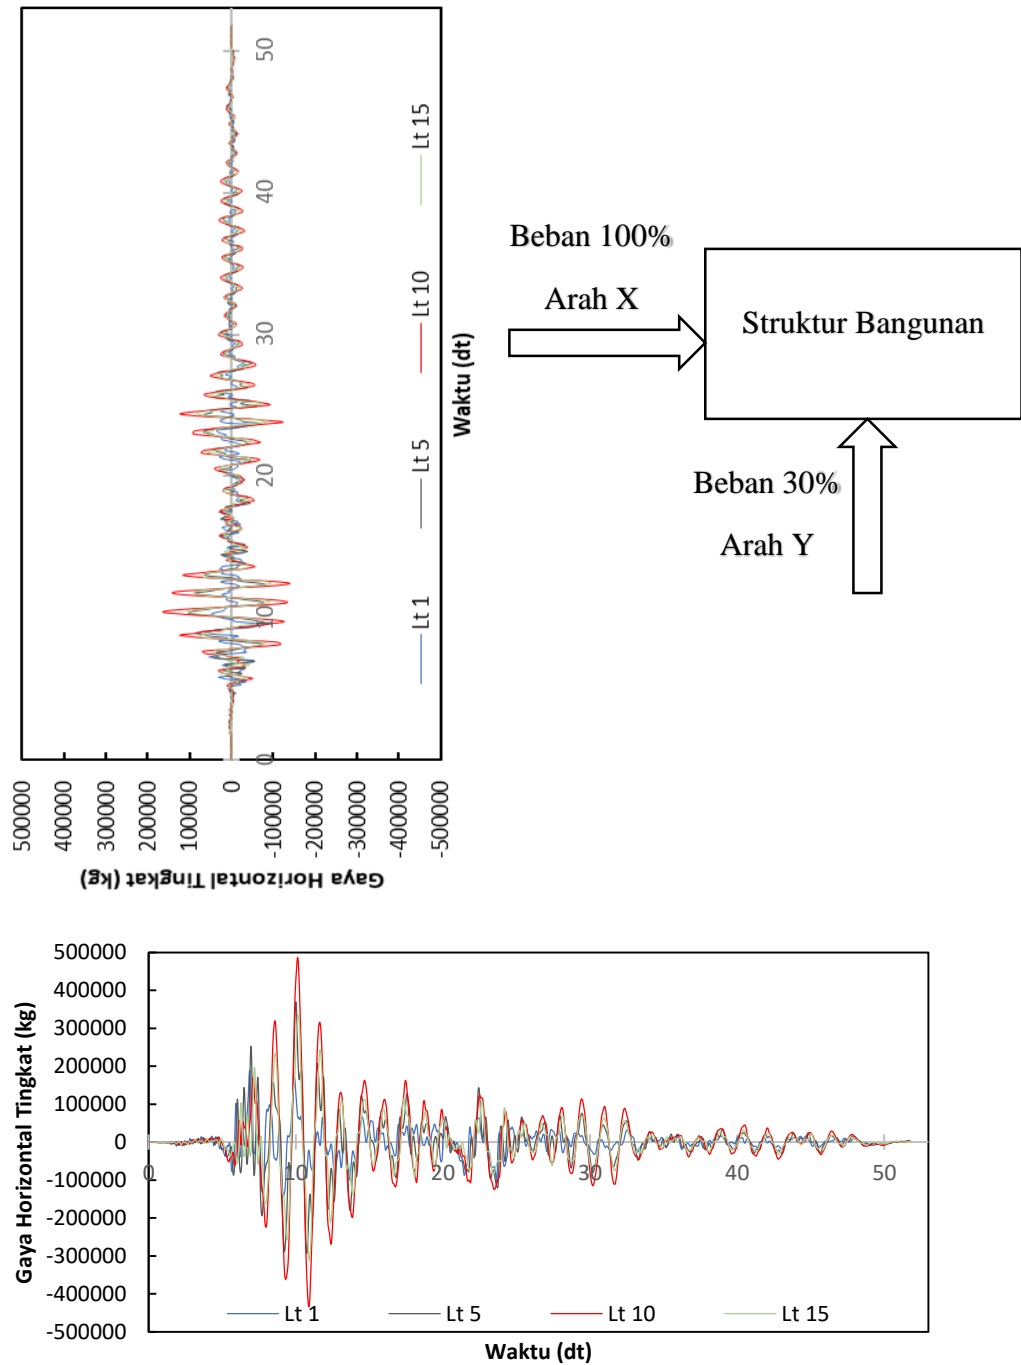 500000
400000
300000
200000
100000
0
-100000
-200000
-300000
-400000
-500000
Gaya Horizontal Tingkat (kg)
0
10
20
30
40
50
Waktu (dt)
Lt 1
Lt 5
Lt 10
Lt 15
Beban 100%
Arah X
Struktur Bangunan
Beban 30%
Arah Y
500000
400000
300000
200000
100000
0
-100000
-200000
-300000
-400000
-500000
Gaya Horizontal Tingkat (kg)
0 10 20 30 40 50
Lt 1 Lt 5 Lt 10 Lt 15
Waktu (dt)